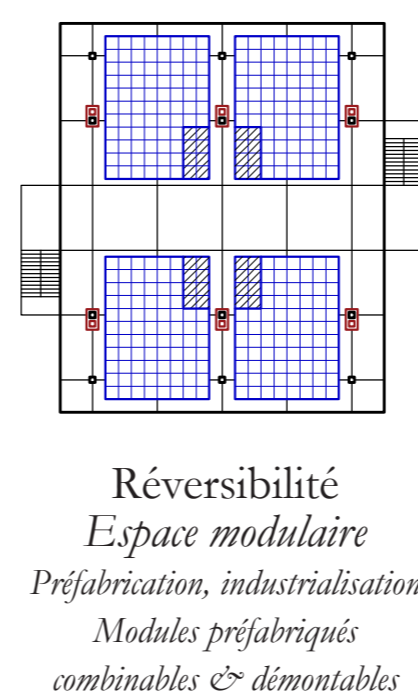 Réversibilité
Espace modulaire
Préfabrication, industrialisation
Modules préfabriqués
combinables & démontables